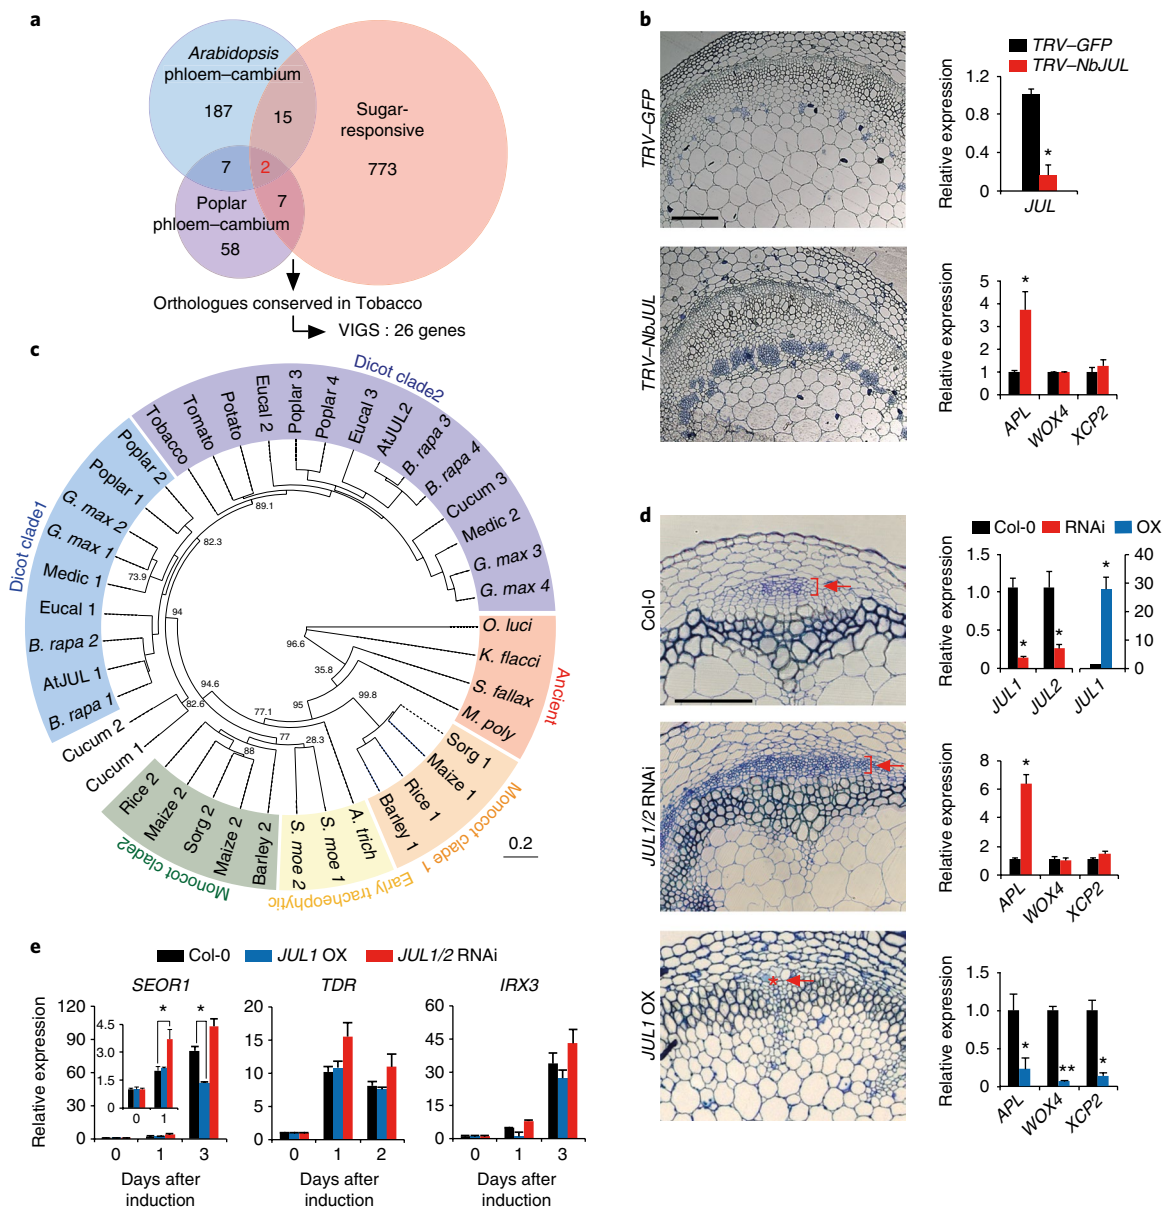 a
Arabidopsis
phloem–cambium
187
15
Sugar-
responsive
773
7
2
7
Poplar
phloem–cambium
58
Orthologues conserved in Tobacco
VIGS : 26 genes
b
TRV–GFP
TRV–NbJUL
TRV–GFP
TRV–NbJUL
Relative expression
1.2
0.8
0.4
0
*
JUL
Relative expression
5
4
3
2
1
0
*
APL
WOX4
XCP2
c
Dicot clade1
Dicot clade2
Ancient
Monocot clade 1
Early tracheophytic
Monocot clade2
Tobacco
Tomato
Potato
Eucal 2
Poplar 3
Poplar 4
Eucal 3
AtJUL2
B. rapa 3
B. rapa 4
Cucum 3
Medic 2
G. max 3
G. max 4
O. luci
K. flacci
S. fallax
M. poly
Sorg 1
Maize 1
Rice 1
Barley 1
A. trich
S. moe 1
S. moe 2
Barley 2
Maize 2
Sorg 2
Maize 2
Rice 2
Cucum 1
Cucum 2
B. rapa 1
AtJUL 1
B. rapa 2
Eucal 1
Medic 1
G. max 1
G. max 2
Poplar 1
Poplar 2
89.1
82.3
73.9
94
96.6
35.8
99.8
95
94.6
82.6
77.1
77
28.3
88
0.2
d
Col-0
JUL1/2 RNAi
JUL1 OX
*
Col-0
RNAi
OX
Relative expression
1.5
1.0
0.5
0
40
30
20
10
0
*
*
*
JUL1
JUL2
JUL1
Relative expression
8
6
4
2
0
*
APL
WOX4
XCP2
Relative expression
1.5
1.0
0.5
0
*
**
*
APL
WOX4
XCP2
e
Col-0
JUL1 OX
JUL1/2 RNAi
SEOR1
TDR
IRX3
Relative expression
120
90
60
30
0
4.5
3.0
1.5
0
0 1
*
*
0 1 3
Days after
induction
20
15
10
5
0
0 1 2
Days after
induction
60
45
30
15
0
0 1 3
Days after
induction